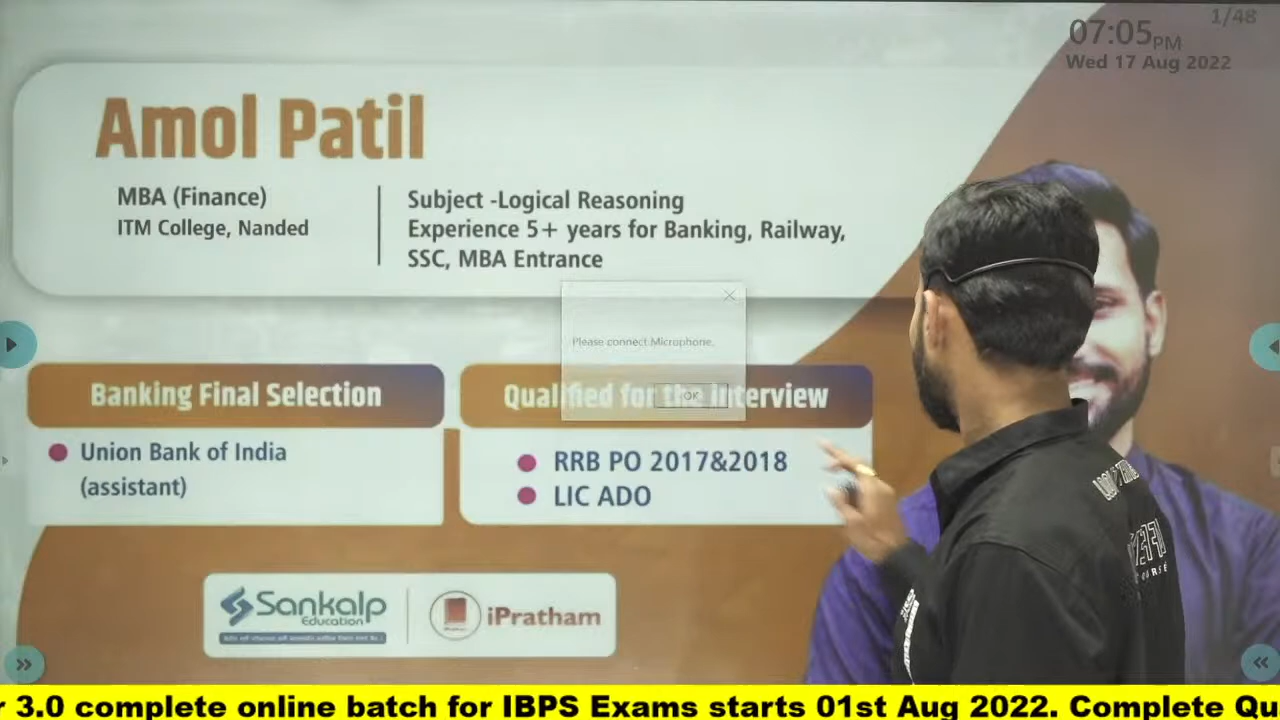 1/48
07:05PM
Wed 17 Aug 2022
Amol Patil
MBA (Finance)
ITM College, Nanded
Subject -Logical Reasoning
Experience 5+ years for Banking, Railway,
SSC, MBA Entrance
Please connect Microphone.
OK
Banking Final Selection
Union Bank of India
(assistant)
Qualified for the interview
RRB PO 2017&2018
LIC ADO
Sankalp
Education
iPratham
r 3.0 complete online batch for IBPS Exams starts 01st Aug 2022. Complete Qu